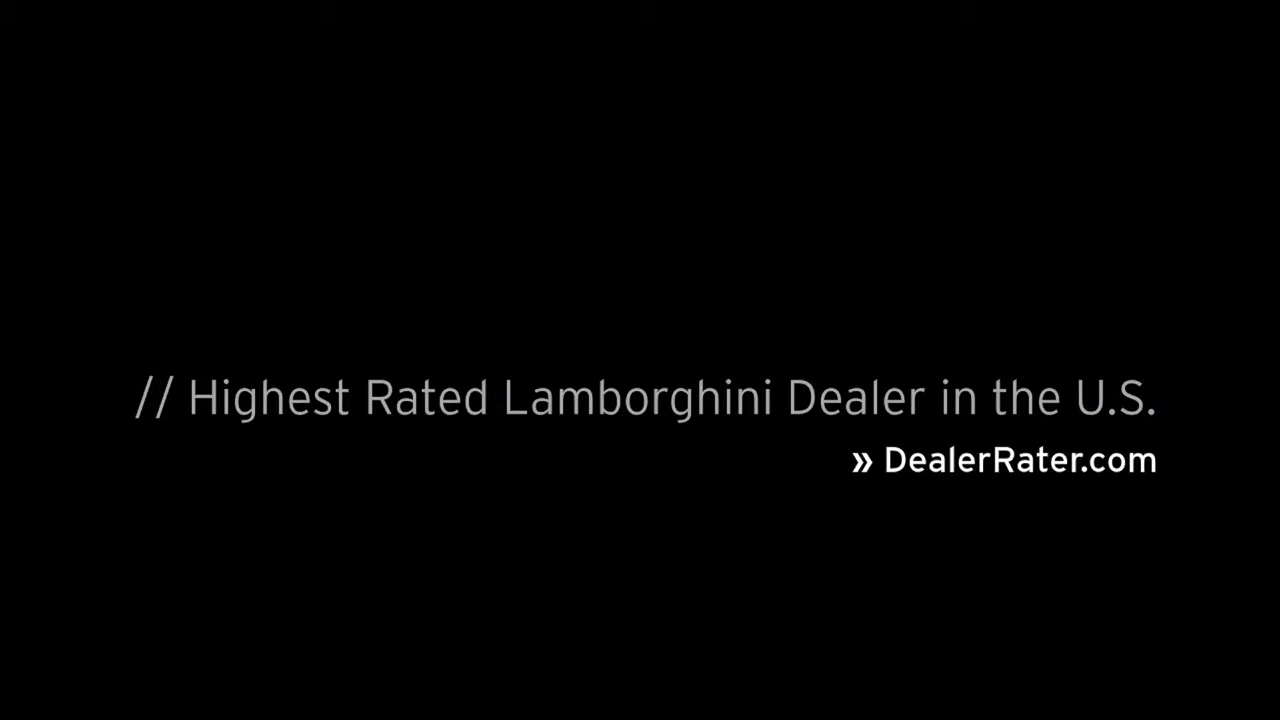 // Highest Rated Lamborghini Dealer in the U.S.
» DealerRater.com